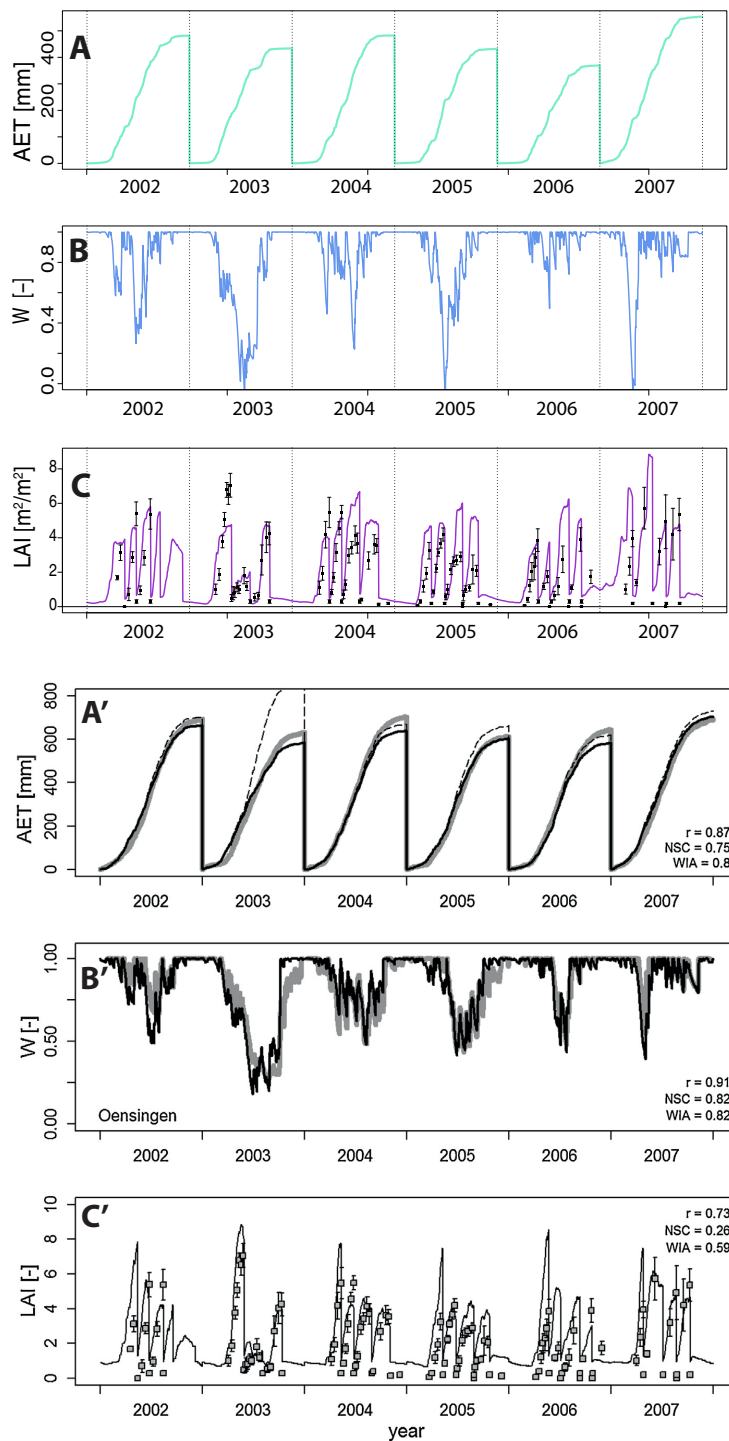 A
AET [mm]
400
200
0
2002 2003 2004 2005 2006 2007
B
W [-]
0.8
0.4
0.0
2002 2003 2004 2005 2006 2007
C
LAI [m²/m²]
8
6
4
2
0
2002 2003 2004 2005 2006 2007
A’
AET [mm]
800
600
400
200
0
r = 0.87
NSC = 0.75
WIA = 0.8
2002 2003 2004 2005 2006 2007
B’
W [-]
1.00
0.50
0.00
Oensingen
r = 0.91
NSC = 0.82
WIA = 0.82
2002 2003 2004 2005 2006 2007
C’
LAI [-]
10
8
6
4
2
0
r = 0.73
NSC = 0.26
WIA = 0.59
2002 2003 2004 2005 2006 2007
year